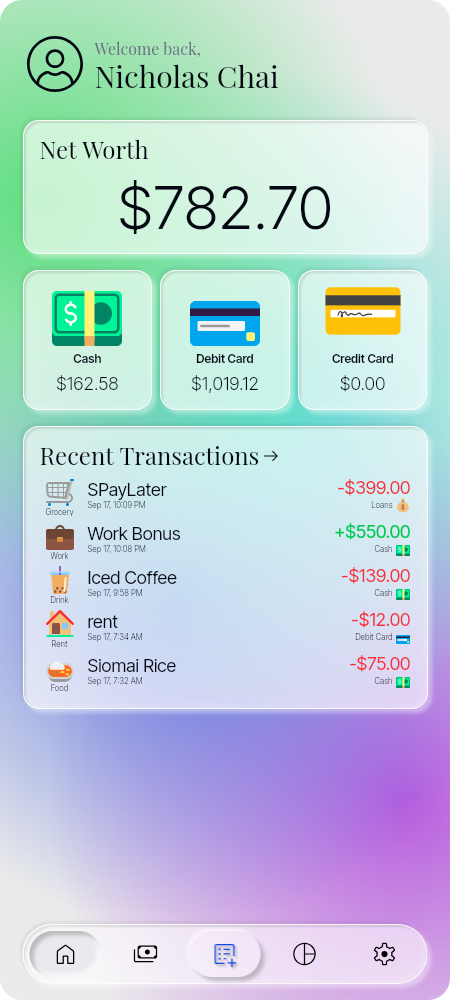 Welcome back,
Nicholas Chai
Net Worth
$782.70
Cash
$162.58
Debit Card
$1,019.12
Credit Card
$0.00
Recent Transactions→
SPayLater
-$399.00
Grocery
Sep 17, 10:09 PM
Loans
Work Bonus
+$550.00
Work
Sep 17, 10:08 PM
Cash
Iced Coffee
-$139.00
Drink
Sep 17, 9:58 PM
Cash
rent
-$12.00
Rent
Sep 17, 7:34 AM
Debit Card
Siomai Rice
-$75.00
Food
Sep 17, 7:32 AM
Cash